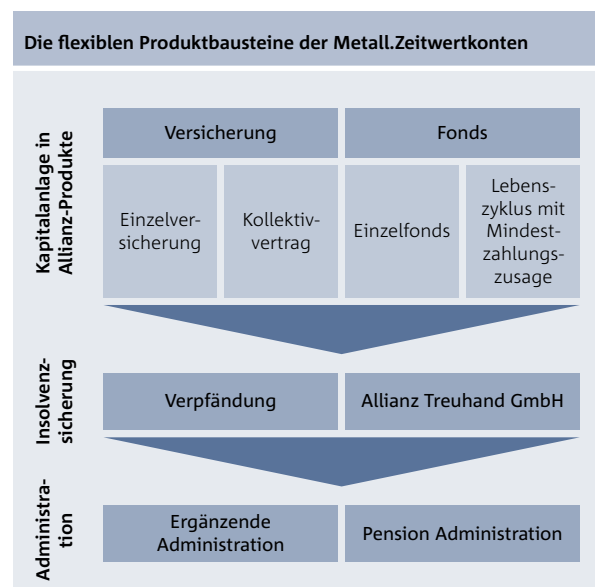 Die flexiblen Produktbausteine der Metall.Zeitwertkonten
Kapitalanlage in
Allianz-Produkte
Versicherung
Fonds
Einzelver-
sicherung
Kollektiv-
vertrag
Einzelfonds
Lebens-
zyklus mit
Mindest-
zahlungs-
zusage
Insolvenz-
sicherung
Verpfändung
Allianz Treuhand GmbH
Administra-
tion
Ergänzende
Administration
Pension Administration